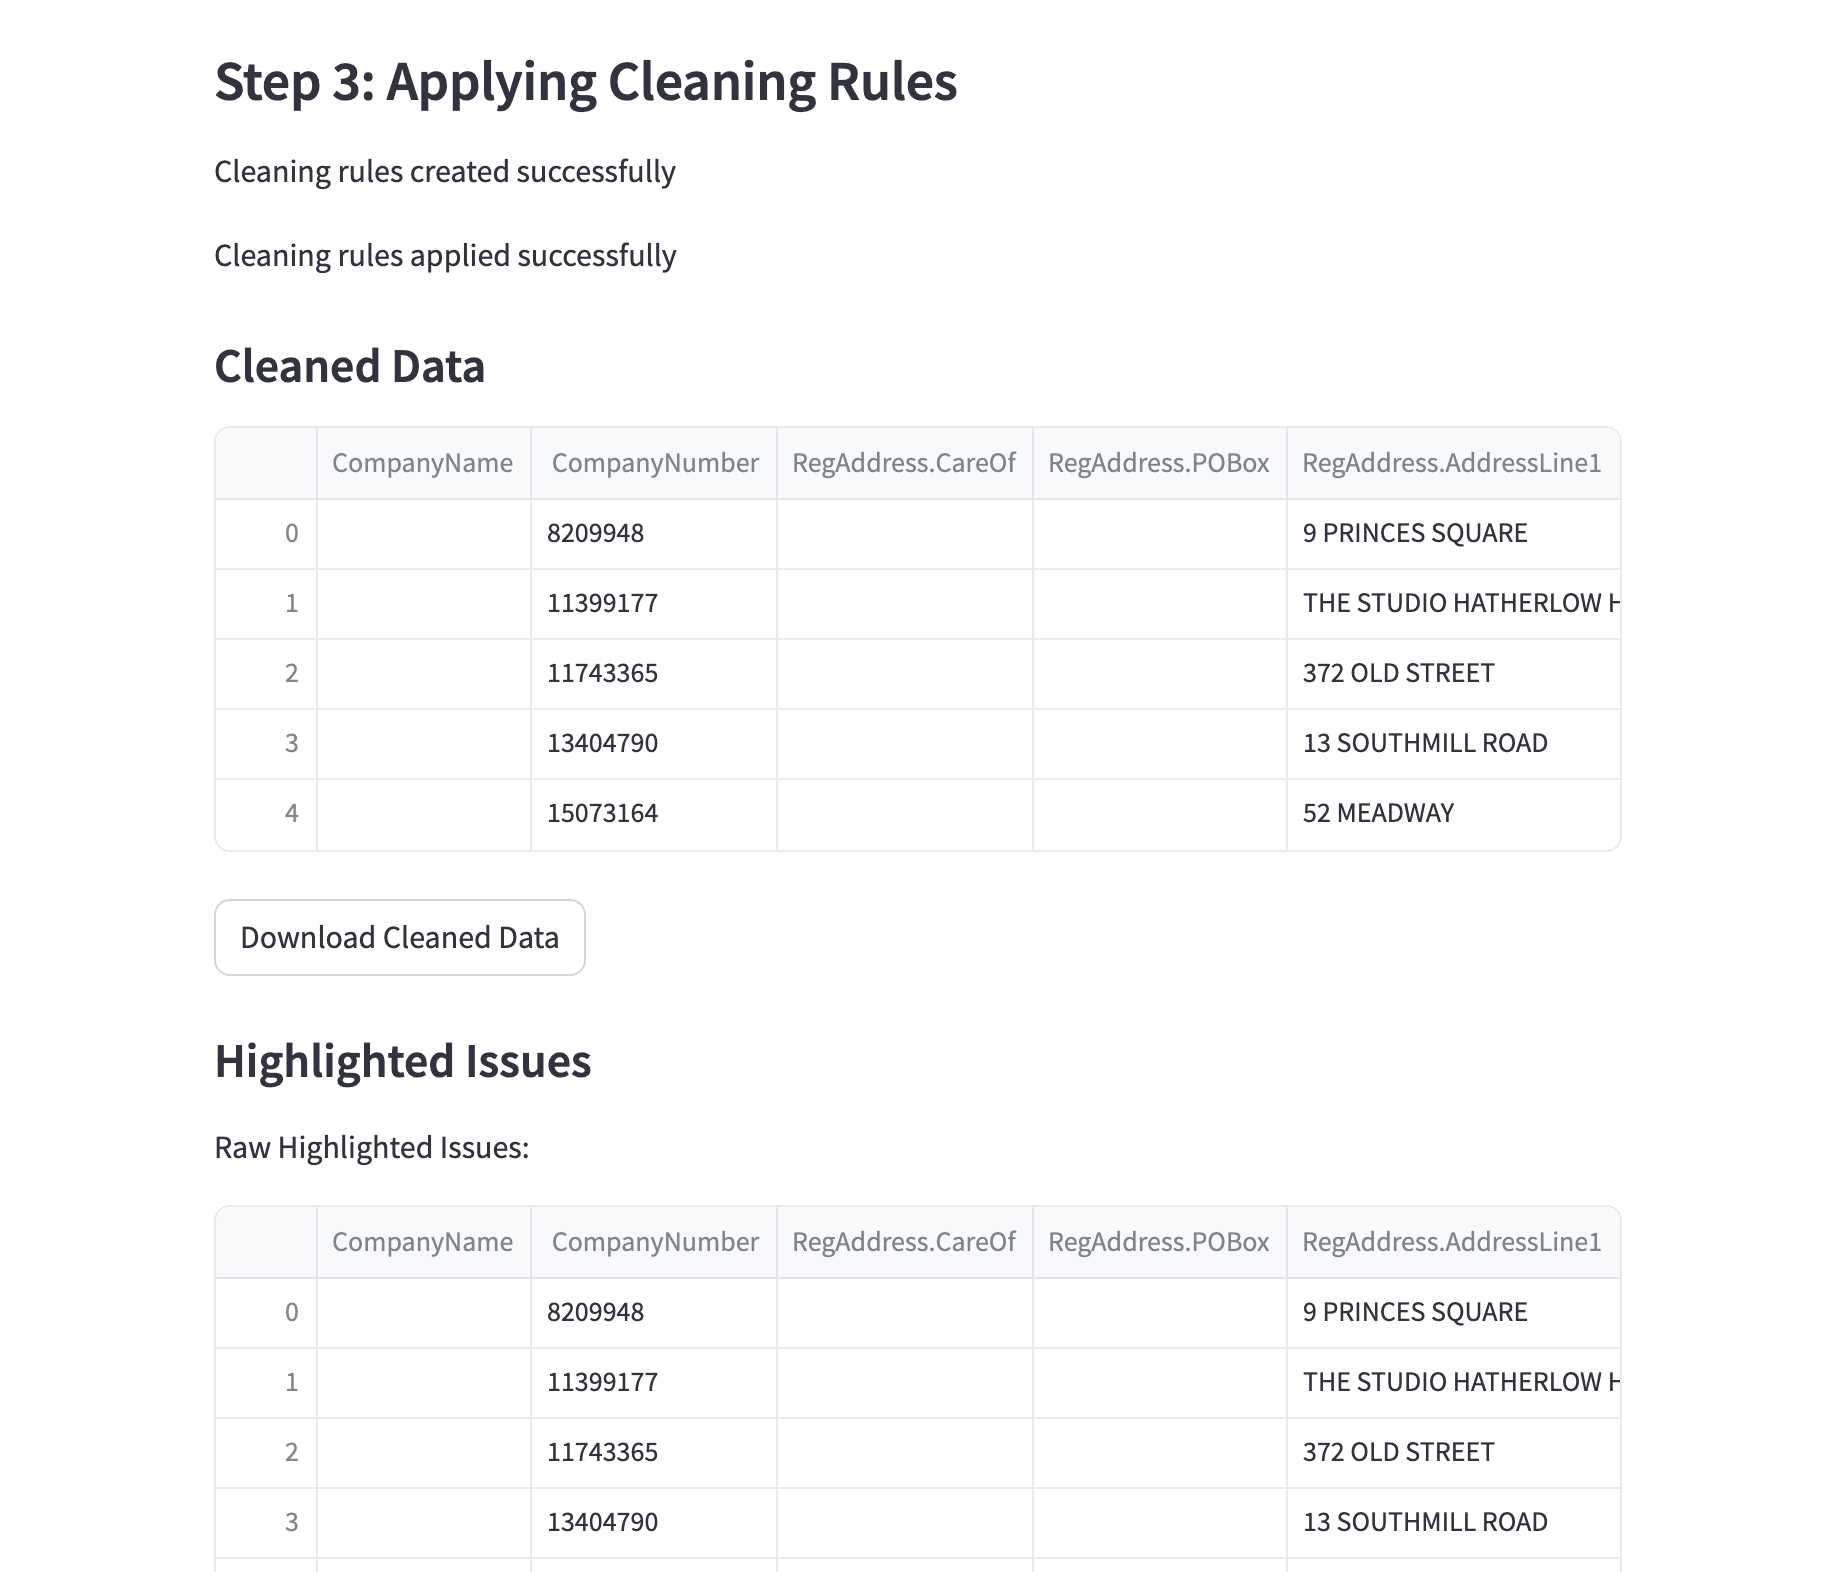 Step 3: Applying Cleaning Rules
Cleaning rules created successfully
Cleaning rules applied successfully
Cleaned Data
CompanyName CompanyNumber RegAddress.CareOf RegAddress.POBox RegAddress.AddressLine1
0 8209948 9 PRINCES SQUARE
1 11399177 THE STUDIO HATHERLOW H
2 11743365 372 OLD STREET
3 13404790 13 SOUTHMILL ROAD
4 15073164 52 MEADWAY
Download Cleaned Data
Highlighted Issues
Raw Highlighted Issues:
CompanyName CompanyNumber RegAddress.CareOf RegAddress.POBox RegAddress.AddressLine1
0 8209948 9 PRINCES SQUARE
1 11399177 THE STUDIO HATHERLOW H
2 11743365 372 OLD STREET
3 13404790 13 SOUTHMILL ROAD